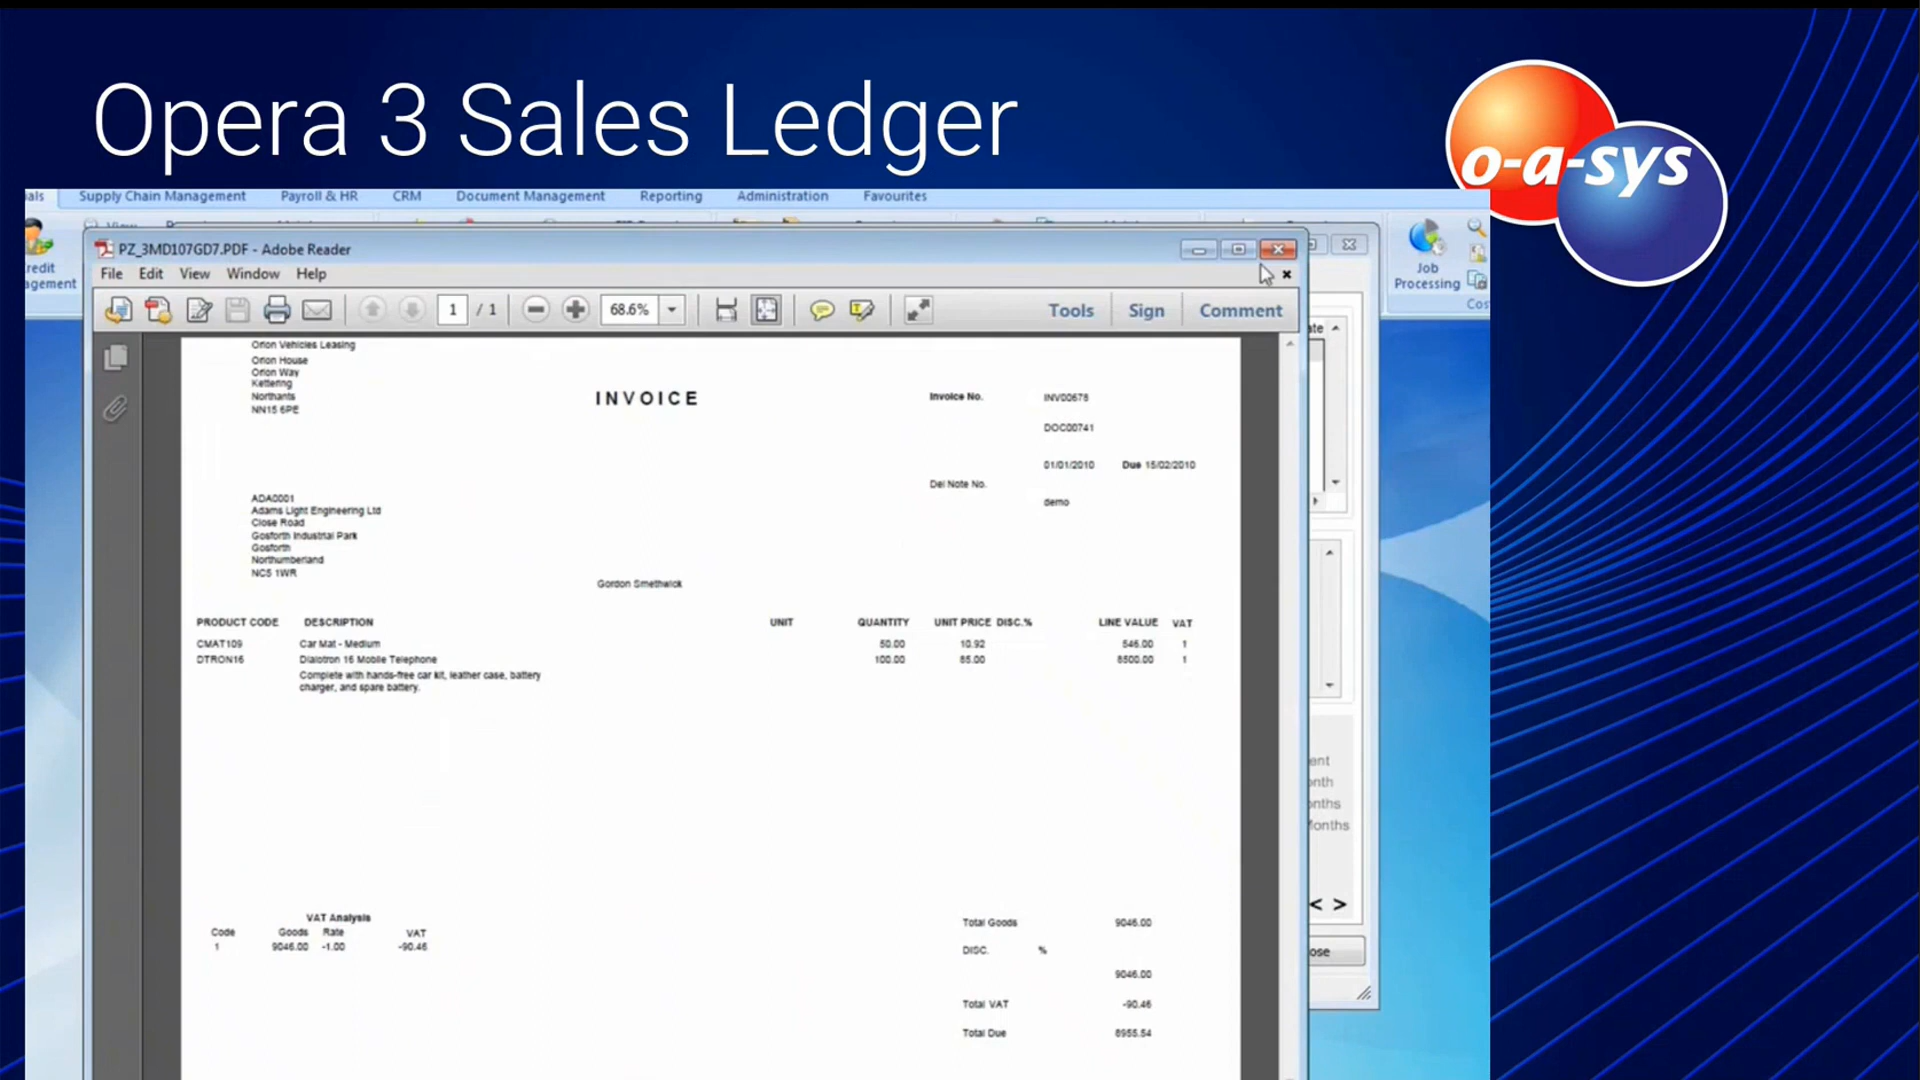 Opera 3 Sales Ledger
o-a-sys
Supply Chain Management Payroll & HR CRM Document Management Reporting Administration Favourites
PZ_3MD107GD7.PDF - Adobe Reader
File Edit View Window Help
1 / 1 68.6% Tools Sign Comment
Job
Processing
Orion Vehicles Leasing
Orion House
Orion Way
Kettering
Northants
NN15 6PE
INVOICE
Invoice No. INV00678
DOC00741
01/01/2010 Due 15/02/2010
Del Note No.
demo
ADA0001
Adams Light Engineering Ltd
Close Road
Gosforth Industrial Park
Gosforth
Northumberland
NC5 1WR
Gordon Smethwick
PRODUCT CODE DESCRIPTION UNIT QUANTITY UNIT PRICE DISC.% LINE VALUE VAT
CMAT109 Car Mat - Medium 50.00 10.92 546.00 1
DTRON16 Dialotron 16 Mobile Telephone 100.00 85.00 8500.00 1
Complete with hands-free car kit, leather case, battery
charger, and spare battery.
VAT Analysis
Code Goods Rate VAT
1 9046.00 -1.00 -90.46
Total Goods 9046.00
DISC. %
9046.00
Total VAT -90.46
Total Due 8955.54
< >